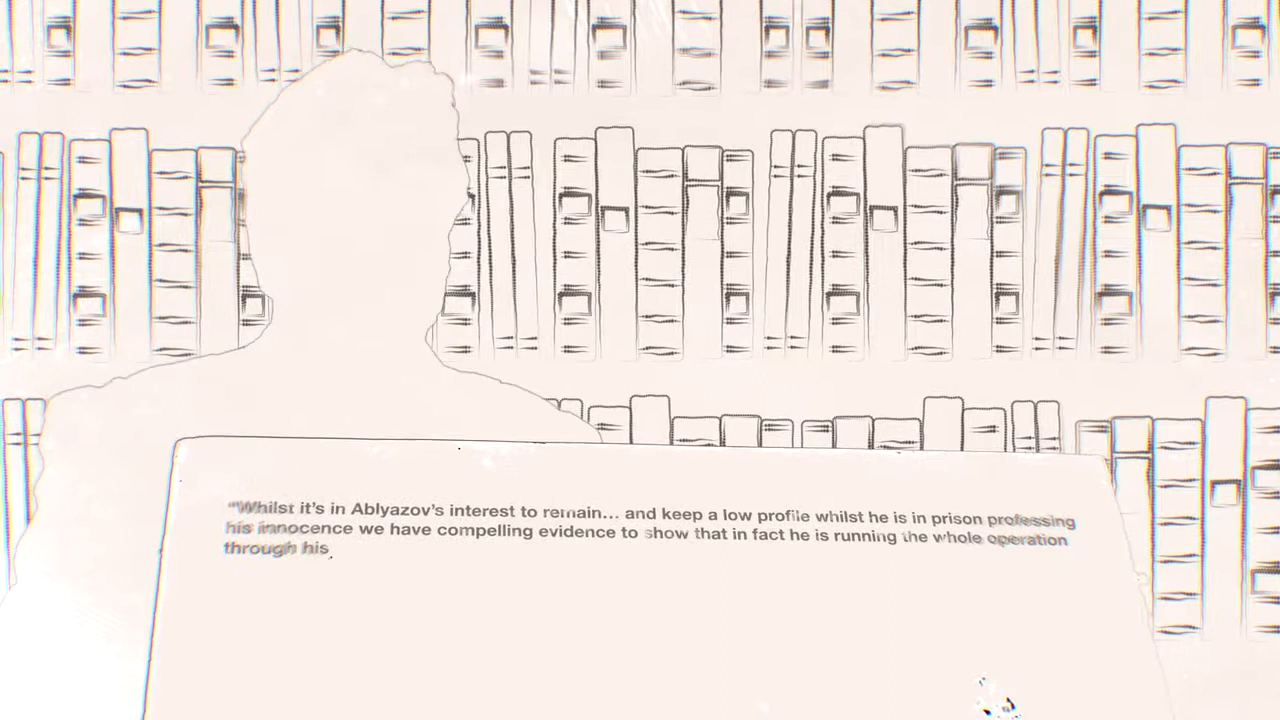 “Whilst it’s in Ablyazov’s interest to remain... and keep a low profile whilst he is in prison professing
his innocence we have compelling evidence to show that in fact he is running the whole operation
through his